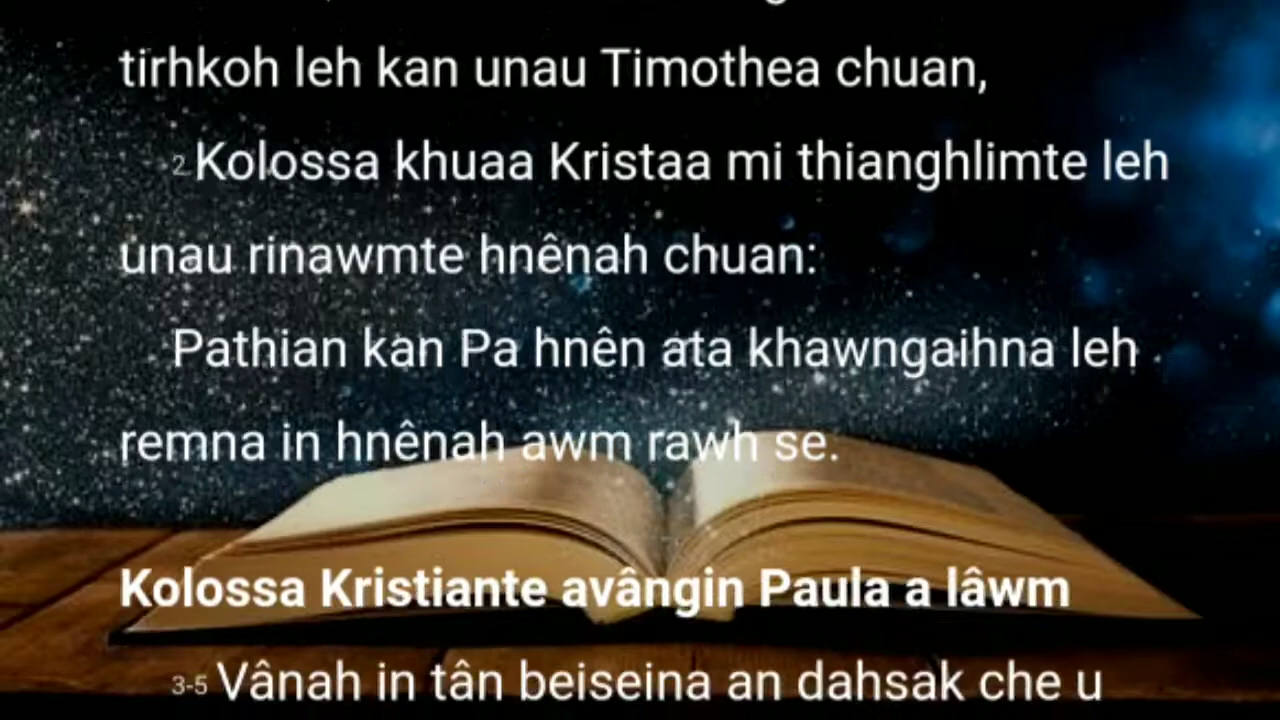 tirhkoh leh kan unau Timothea chuan,
2 Kolossa khuaa Kristaa mi thianghlimte leh
unau rinawmte hnênah chuan:
Pathian kan Pa hnên ata khawngaihna leh
remna in hnênah awm rawh se.
Kolossa Kristiante avângin Paula a lâwm
3-5 Vânah in tân beiseina an dahsak che u